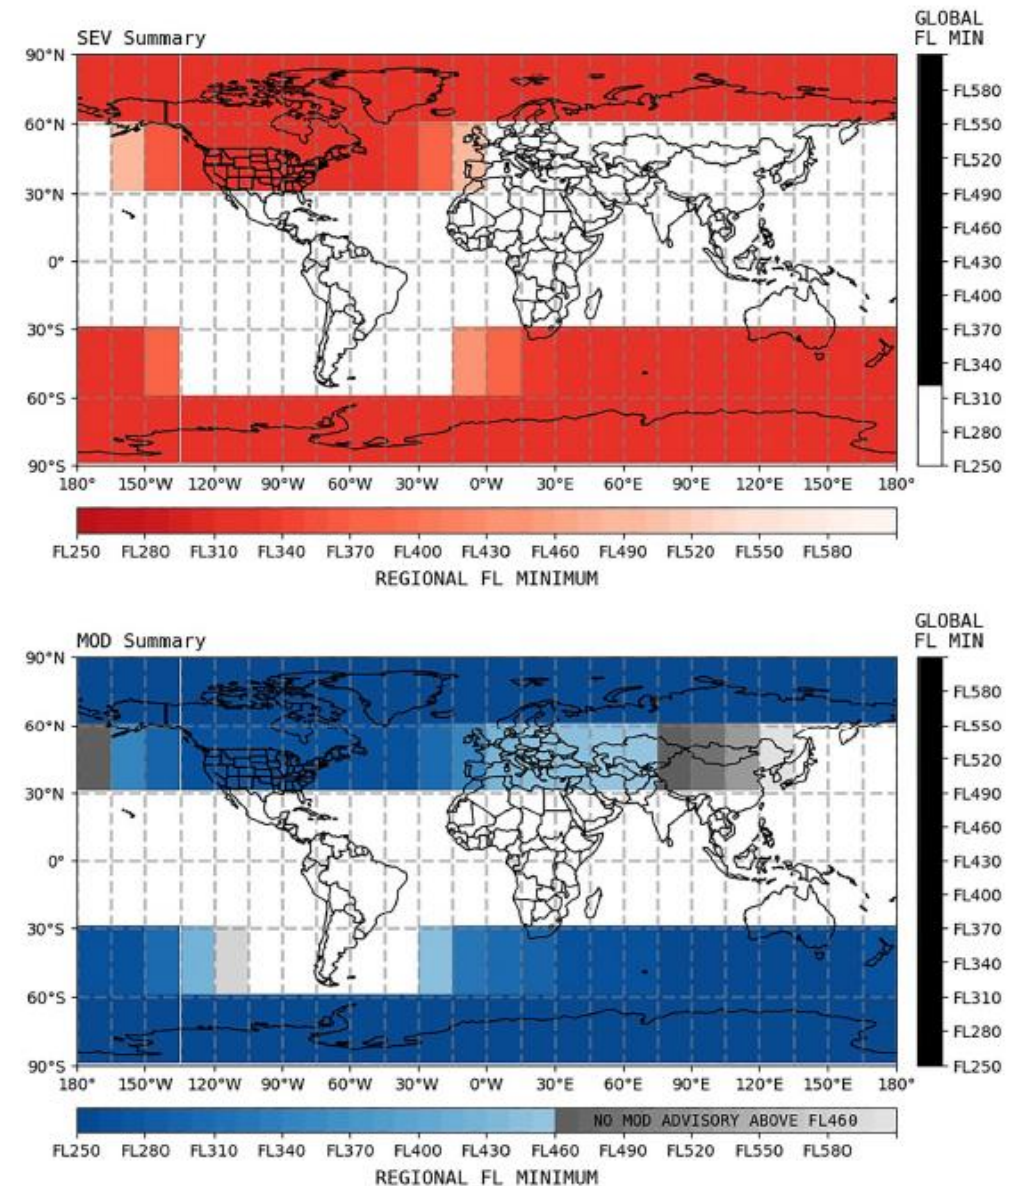 GLOBAL
SEV Summary FL MIN
90°N
FL580
60°N FL550
FL520
30°N FL490
FL460
0° FL430
FL400
30°S FL370
FL340
60°S FL310
FL280
90°S FL250
180° 150°W 120°W 90°W 60°W 30°W 0°W 30°E 60°E 90°E 120°E 150°E 180°
FL250 FL280 FL310 FL340 FL370 FL400 FL430 FL460 FL490 FL520 FL550 FL580
REGIONAL FL MINIMUM
GLOBAL
MOD Summary FL MIN
90°N
FL580
60°N FL550
FL520
30°N FL490
FL460
0° FL430
FL400
30°S FL370
FL340
60°S FL310
FL280
90°S FL250
180° 150°W 120°W 90°W 60°W 30°W 0°W 30°E 60°E 90°E 120°E 150°E 180°
NO MOD ADVISORY ABOVE FL460
FL250 FL280 FL310 FL340 FL370 FL400 FL430 FL460 FL490 FL520 FL550 FL580
REGIONAL FL MINIMUM